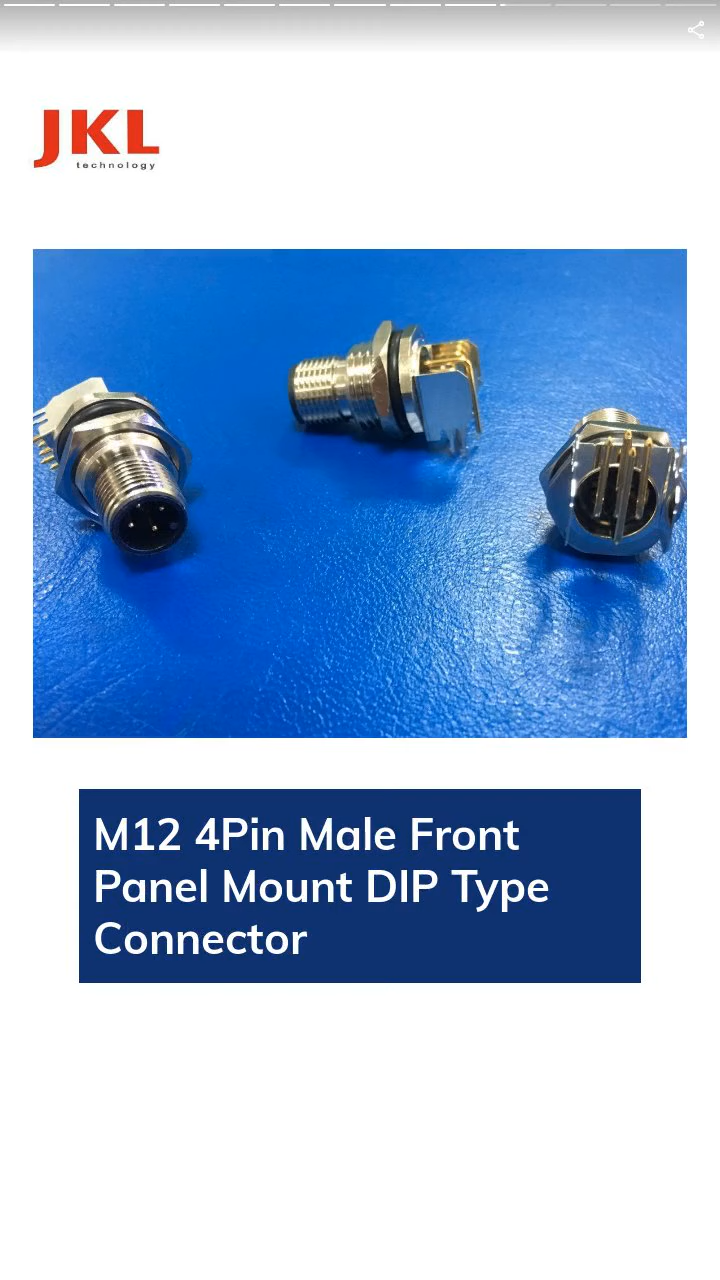 JKL
technology
M12 4Pin Male Front
Panel Mount DIP Type
Connector